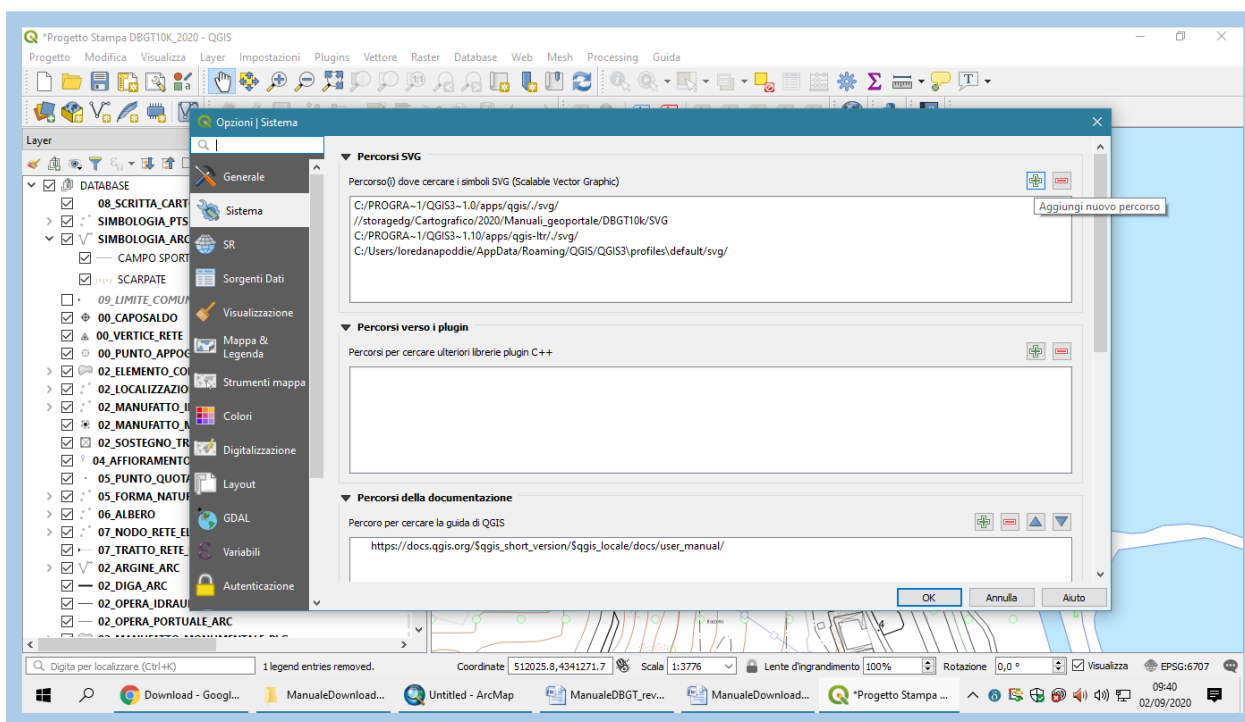 *Progetto Stampa DBGT10K_2020 - QGIS
Progetto Modifica Visualizza Layer Impostazioni Plugins Vettore Raster Database Web Mesh Processing Guida
Layer
DATABASE
08_SCRITTA_CART
SIMBOLOGIA_PTS
SIMBOLOGIA_ARC
CAMPO SPORT
SCARPATE
09_LIMITE_COMUN
00_CAPOSALDO
00_VERTICE_RETE
00_PUNTO_APPOG
02_ELEMENTO_CO
02_LOCALIZZAZIO
02_MANUFATTO_I
02_MANUFATTO_M
02_SOSTEGNO_TR
04_AFFIORAMENTO
05_PUNTO_QUOTA
05_FORMA_NATUR
06_ALBERO
07_NODO_RETE_EL
07_TRATTO_RETE_
02_ARGINE_ARC
02_DIGA_ARC
02_OPERA_IDRAU
02_OPERA_PORTUALE_ARC
Opzioni | Sistema
Generale
Sistema
SR
Sorgenti Dati
Visualizzazione
Mappa &
Legenda
Strumenti mappa
Colori
Digitalizzazione
Layout
GDAL
Variabili
Autenticazione
Percorsi SVG
Percorso(i) dove cercare i simboli SVG (Scalable Vector Graphic)
Aggiungi nuovo percorso
C:/PROGRA~1/QGIS3~1.0/apps/qgis/./svg/
//storagedg/Cartografico/2020/Manuali_geoportale/DBGT10k/SVG
C:/PROGRA~1/QGIS3~1.10/apps/qgis-ltr/./svg/
C:/Users/loredanapoddie/AppData/Roaming/QGIS/QGIS3\profiles\default/svg/
Percorsi verso i plugin
Percorsi per cercare ulteriori librerie plugin C++
Percorsi della documentazione
Percoro per cercare la guida di QGIS
https://docs.qgis.org/$qgis_short_version/$qgis_locale/docs/user_manual/
OK Annulla Aiuto
Digita per localizzare (Ctrl+K) 1 legend entries removed. Coordinate 512025.8,4341271.7 Scala 1:3776 Lente d'ingrandimento 100% Rotazione 0,0 ° Visualizza EPSG:6707
Download - Googl... ManualeDownload... Untitled - ArcMap ManualeDBGT_rev... ManualeDownload... *Progetto Stampa ... 09:40
02/09/2020